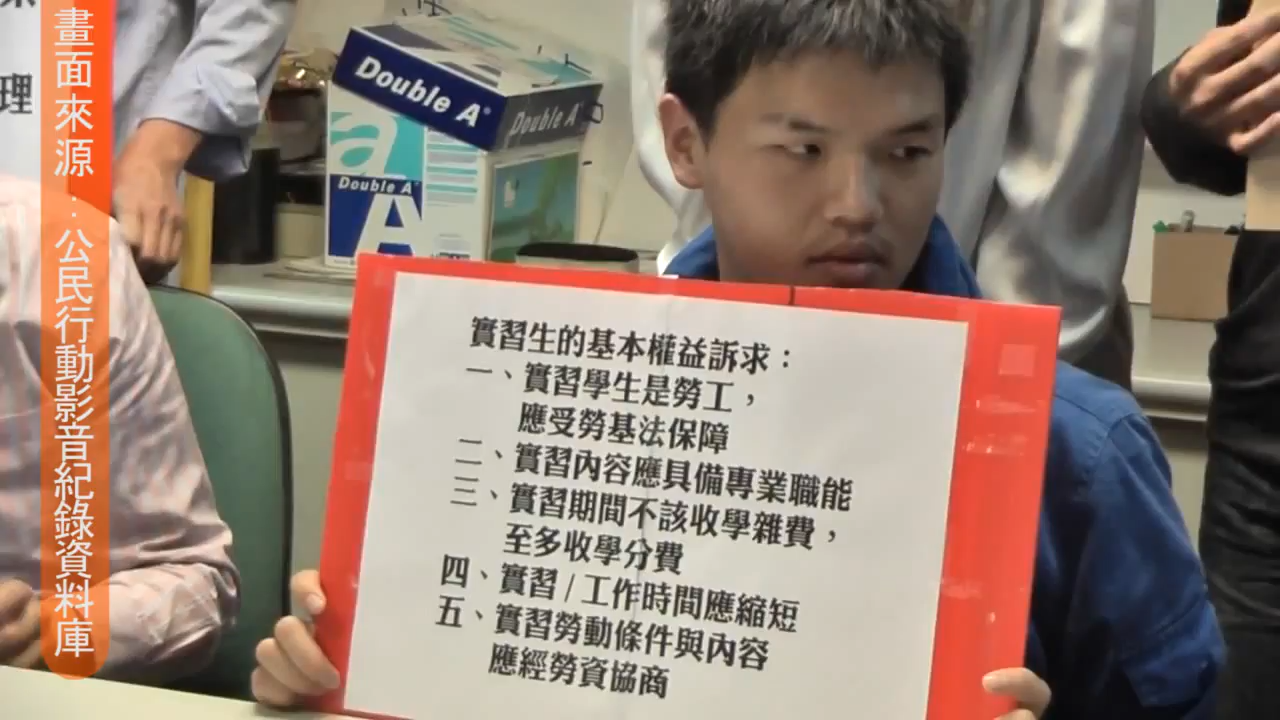 理
畫面來源：公民行動影音紀錄資料庫
Double A
Double A
a
Double A
A
實習生的基本權益訴求：
一、實習學生是勞工，
應受勞基法保障
二、實習內容應具備專業職能
三、實習期間不該收學雜費，
至多收學分費
四、實習/工作時間應縮短
五、實習勞動條件與內容
應經勞資協商